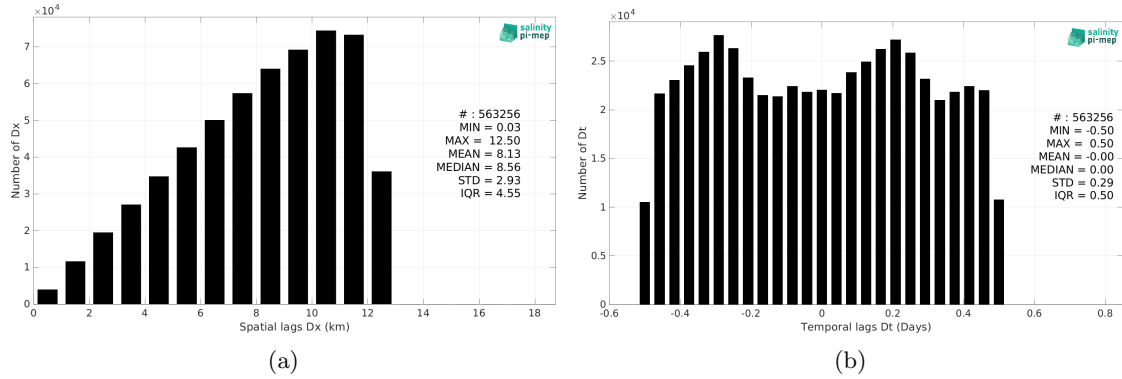 ×10⁴
8
7
6
5
4
3
2
1
0
Number of Dx
0 2 4 6 8 10 12 14 16 18
Spatial lags Dx (km)
salinity
pi-mep
# : 563256
MIN = 0.03
MAX = 12.50
MEAN = 8.13
MEDIAN = 8.56
STD = 2.93
IQR = 4.55
(a)
×10⁴
2.5
2
1.5
1
0.5
0
Number of Dt
-0.6 -0.4 -0.2 0 0.2 0.4 0.6 0.8
Temporal lags Dt (Days)
salinity
pi-mep
# : 563256
MIN = -0.50
MAX = 0.50
MEAN = -0.00
MEDIAN = 0.00
STD = 0.29
IQR = 0.50
(b)